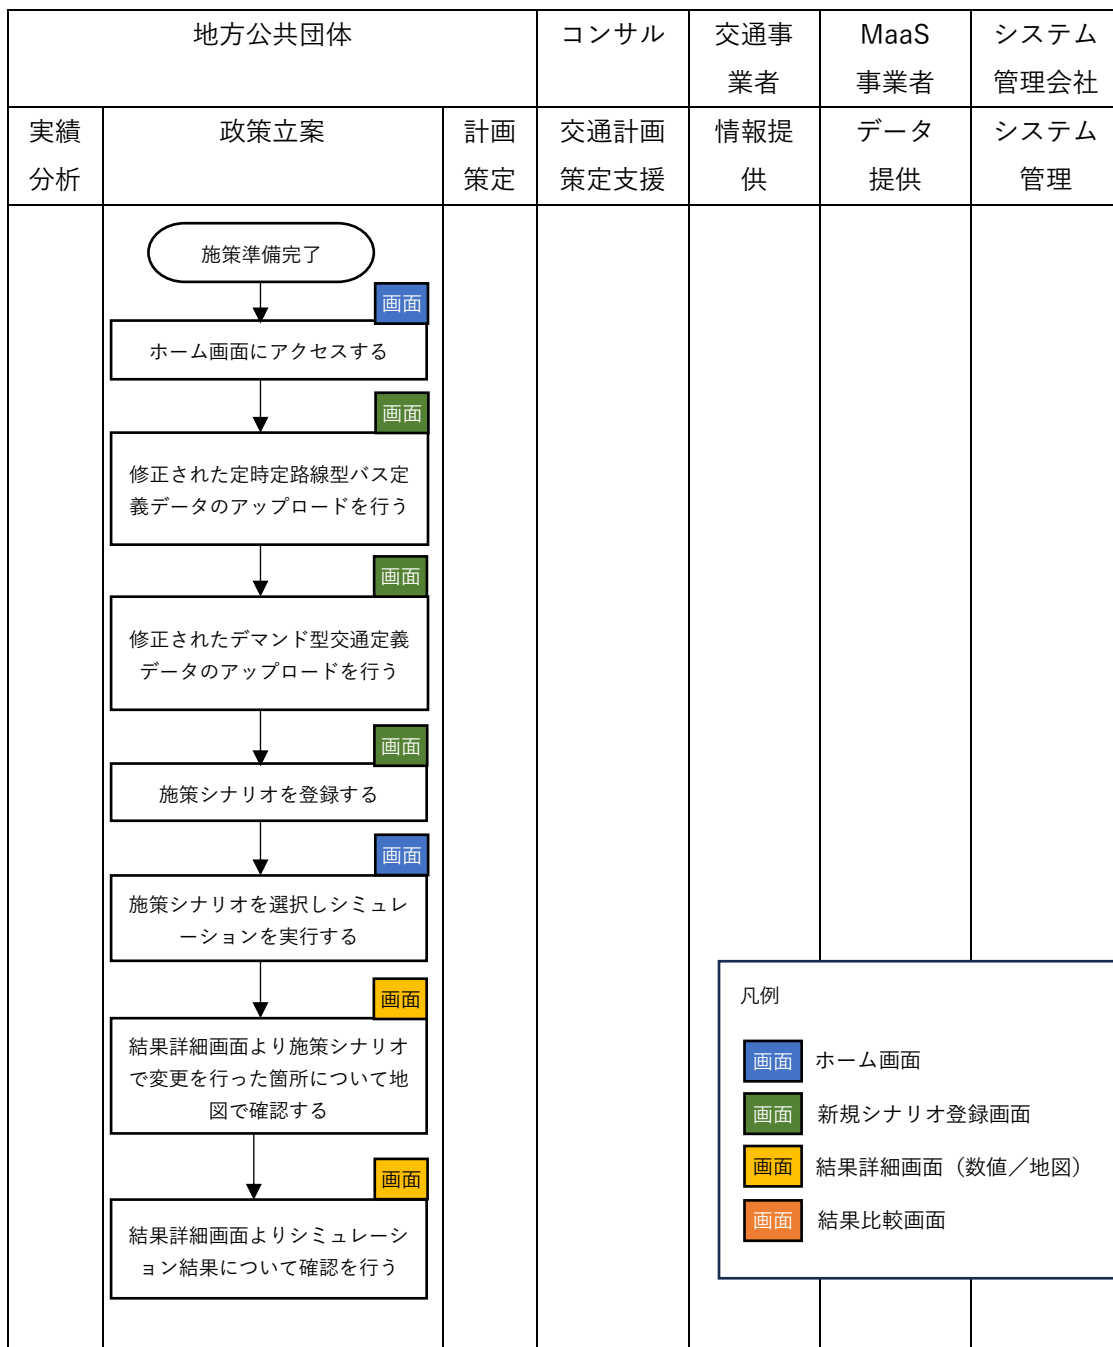 地方公共団体
コンサル
交通事
業者
MaaS
事業者
システム
管理会社
実績
分析
政策立案
計画
策定
交通計画
策定支援
情報提
供
データ
提供
システム
管理
施策準備完了
画面
ホーム画面にアクセスする
画面
修正された定時定路線型バス定
義データのアップロードを行う
画面
修正されたデマンド型交通定義
データのアップロードを行う
画面
施策シナリオを登録する
画面
施策シナリオを選択しシミュレ
ーションを実行する
画面
結果詳細画面より施策シナリオ
で変更を行った箇所について地
図で確認する
画面
結果詳細画面よりシミュレーシ
ョン結果について確認を行う
凡例
画面 ホーム画面
画面 新規シナリオ登録画面
画面 結果詳細画面（数値／地図）
画面 結果比較画面